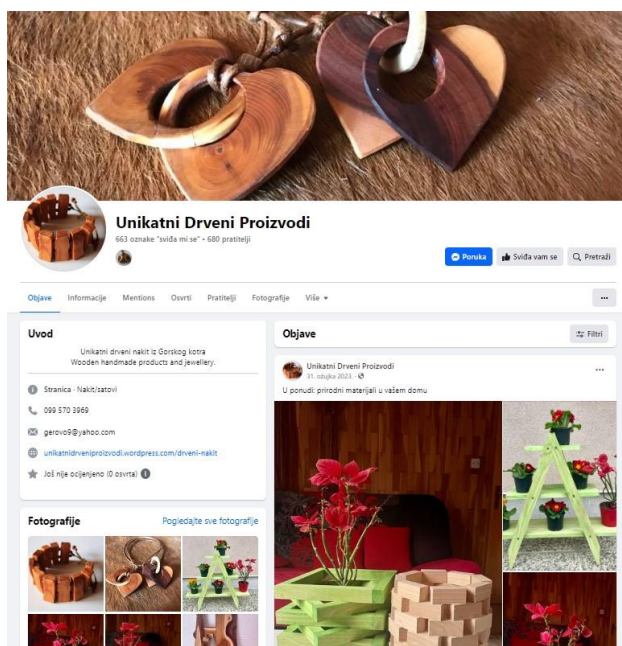 Unikatni Drveni Proizvodi
663 oznake "sviđa mi se" • 680 pratitelji
Poruka
Sviđa vam se
Pretraži
Objave
Informacije
Mentions
Osvrti
Pratitelji
Fotografije
Više
Uvod
Unikatni drveni nakit iz Gorskog kotra
Wooden handmade products and jewellery.
Stranica · Nakit/satovi
099 570 3969
gerovo9@yahoo.com
unikatnidrveniproizvodi.wordpress.com/drveni-nakit
Još nije ocijenjeno (0 osvrta)
Fotografije
Pogledajte sve fotografije
Objave
Filtri
Unikatni Drveni Proizvodi
31. ožujka 2023. ·
U ponudi: prirodni materijali u vašem domu